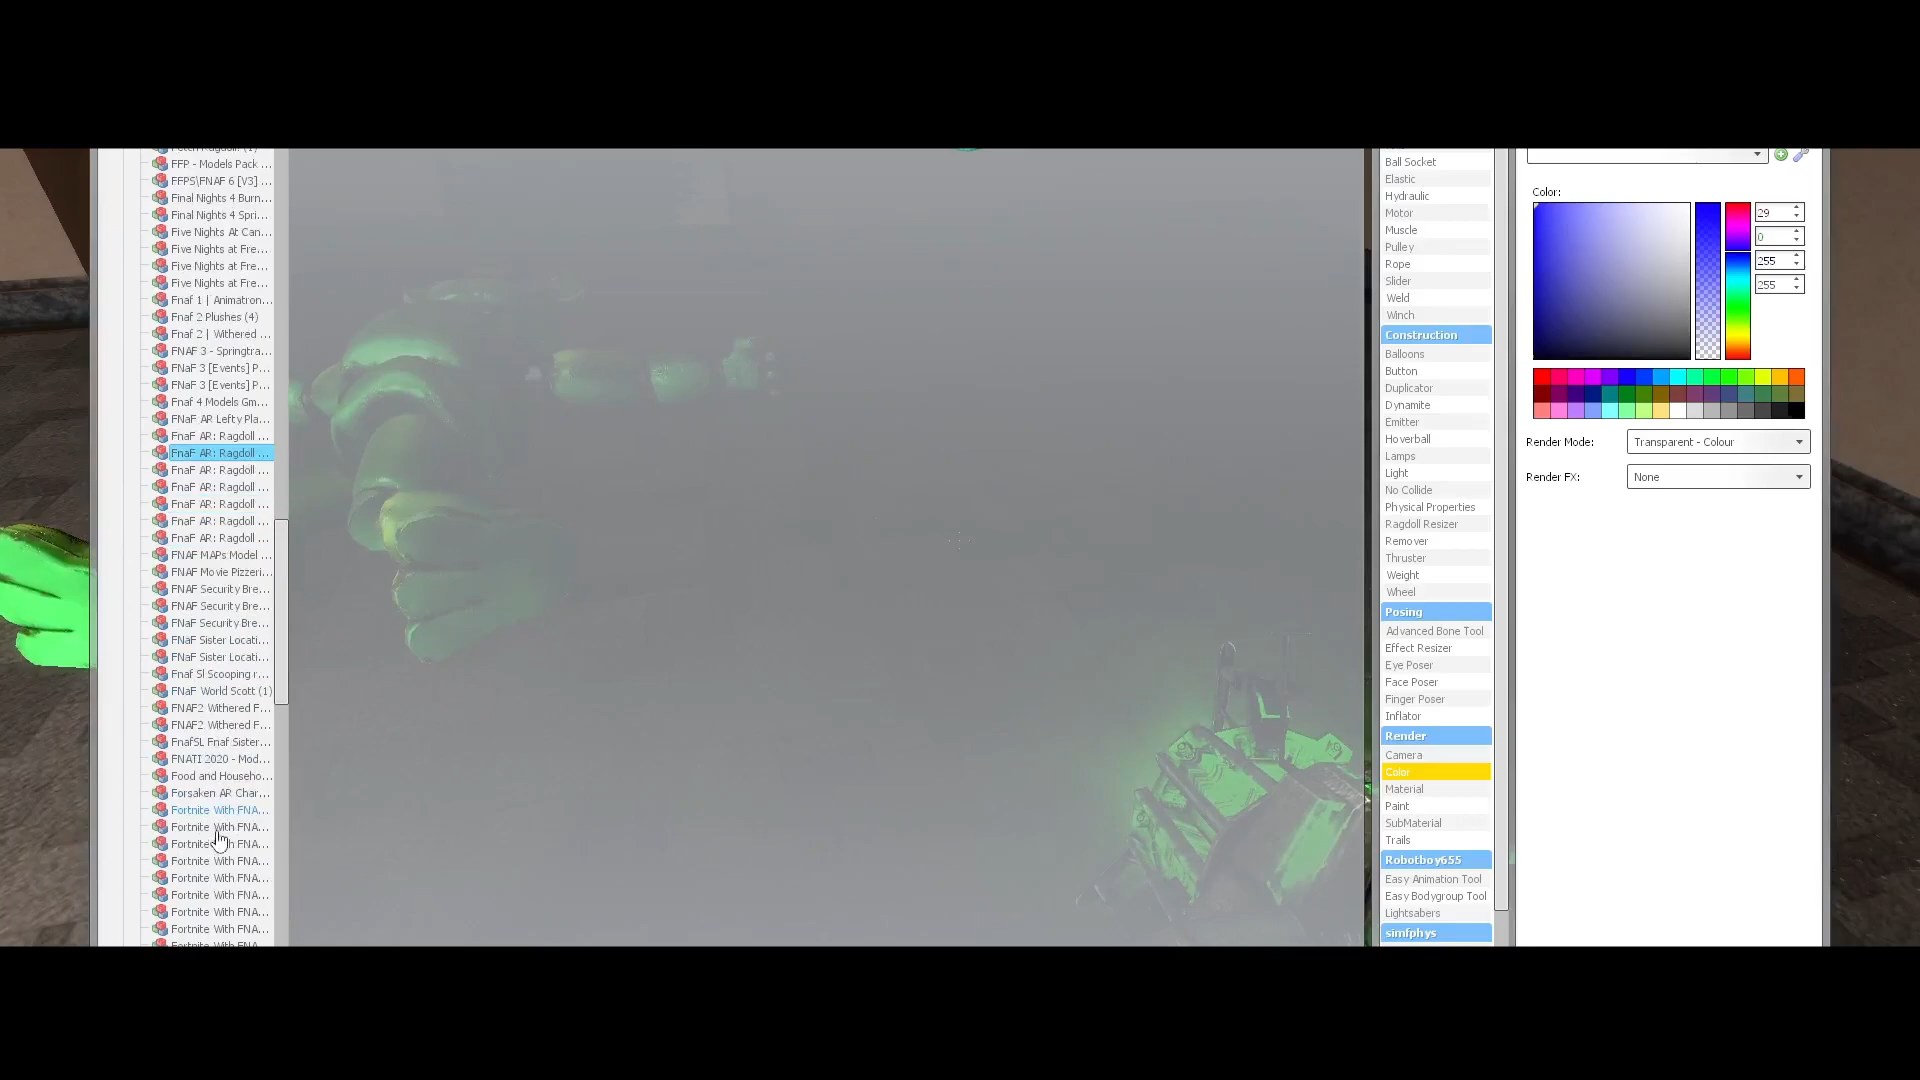 FFP - Models Pack ...
FFPS\FNAF 6 [V3] ...
Final Nights 4 Burn...
Final Nights 4 Spri...
Five Nights At Can...
Five Nights at Fre...
Five Nights at Fre...
Five Nights at Fre...
Fnaf 1 | Animatron...
Fnaf 2 Plushes (4)
Fnaf 2 | Withered ...
FNAF 3 - Springtra...
FNaF 3 [Events] P...
FNaF 3 [Events] P...
Fnaf 4 Models Gm...
FNaF AR Lefty Pla...
FnaF AR: Ragdoll ...
FnaF AR: Ragdoll ...
FnaF AR: Ragdoll ...
FnaF AR: Ragdoll ...
FnaF AR: Ragdoll ...
FnaF AR: Ragdoll ...
FnaF AR: Ragdoll ...
FNAF MAPs Model ...
FNAF Movie Pizzeri...
FNAF Security Bre...
FNAF Security Bre...
FNAF Security Bre...
FNaF Sister Locati...
FNaF Sister Locati...
Fnaf Sl Scooping r...
FNaF World Scott (1)
FNAF2 Withered F...
FNAF2 Withered F...
FnafSL Fnaf Sister...
FNATI 2020 - Mod...
Food and Househo...
Forsaken AR Char...
Fortnite With FNA...
Fortnite With FNA...
Fortnite With FNA...
Fortnite With FNA...
Fortnite With FNA...
Fortnite With FNA...
Fortnite With FNA...
Fortnite With FNA...
Fortnite With FNA...
Ball Socket
Elastic
Hydraulic
Motor
Muscle
Pulley
Rope
Slider
Weld
Winch
Construction
Balloons
Button
Duplicator
Dynamite
Emitter
Hoverball
Lamps
Light
No Collide
Physical Properties
Ragdoll Resizer
Remover
Thruster
Weight
Wheel
Posing
Advanced Bone Tool
Effect Resizer
Eye Poser
Face Poser
Finger Poser
Inflator
Render
Camera
Color
Material
Paint
SubMaterial
Trails
Robotboy655
Easy Animation Tool
Easy Bodygroup Tool
Lightsabers
simfphys
Color:
29
0
255
255
Render Mode: Transparent - Colour
Render FX: None